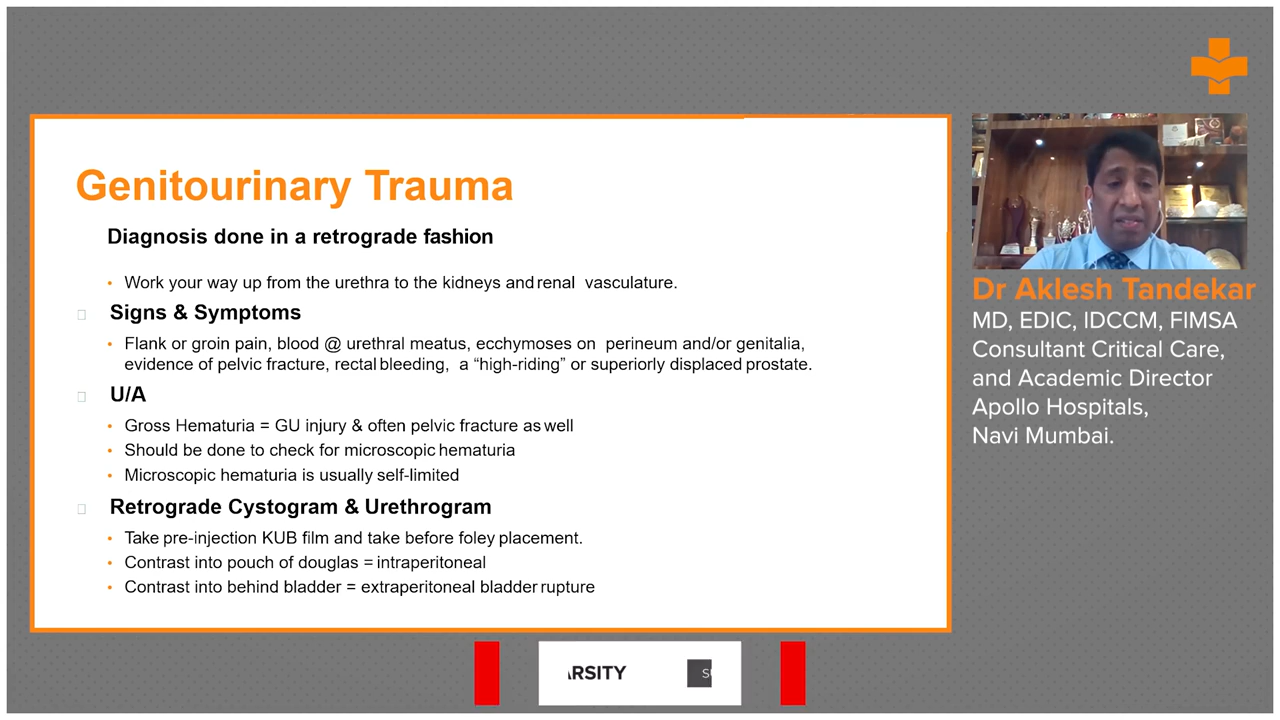 Genitourinary Trauma
Diagnosis done in a retrograde fashion
• Work your way up from the urethra to the kidneys and renal vasculature.
Signs & Symptoms
• Flank or groin pain, blood @ urethral meatus, ecchymoses on perineum and/or genitalia,
evidence of pelvic fracture, rectal bleeding, a “high-riding” or superiorly displaced prostate.
U/A
• Gross Hematuria = GU injury & often pelvic fracture as well
• Should be done to check for microscopic hematuria
• Microscopic hematuria is usually self-limited
Retrograde Cystogram & Urethrogram
• Take pre-injection KUB film and take before foley placement.
• Contrast into pouch of douglas = intraperitoneal
• Contrast into behind bladder = extraperitoneal bladder rupture
Dr Aklesh Tandekar
MD, EDIC, IDCCM, FIMSA
Consultant Critical Care,
and Academic Director
Apollo Hospitals,
Navi Mumbai.
RSITY